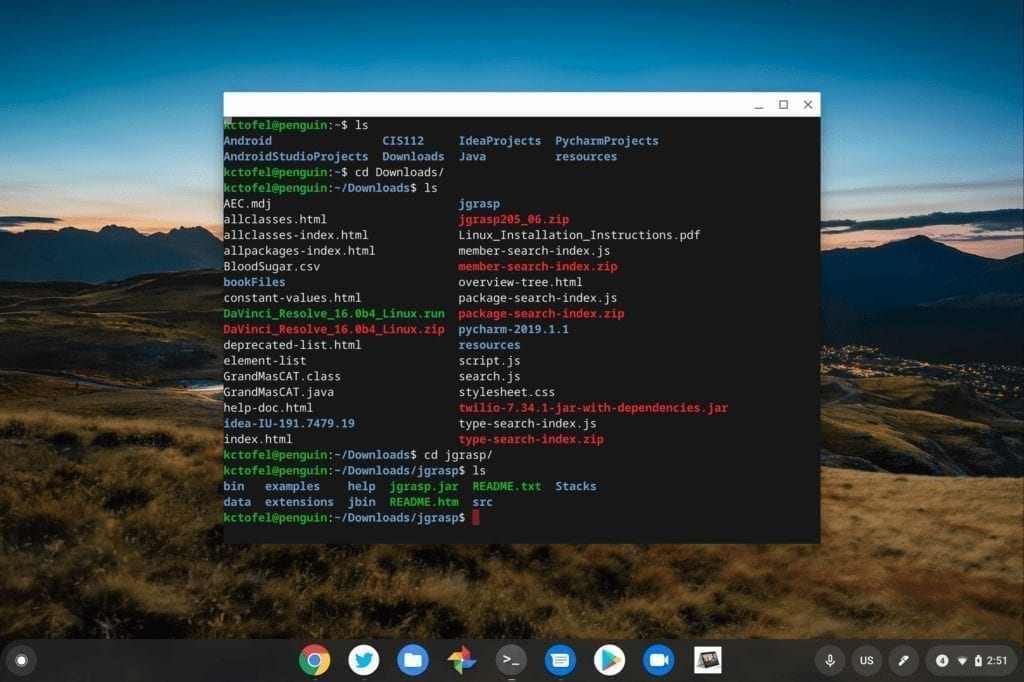 kctofel@penguin:~$ ls
Android CIS112 IdeaProjects PycharmProjects
AndroidStudioProjects Downloads Java resources
kctofel@penguin:~$ cd Downloads/
kctofel@penguin:~/Downloads$ ls
AEC.mdj jgrasp
allclasses.html jgrasp205_06.zip
allclasses-index.html Linux_Installation_Instructions.pdf
allpackages-index.html member-search-index.js
BloodSugar.csv member-search-index.zip
bookFiles overview-tree.html
constant-values.html package-search-index.js
DaVinci_Resolve_16.0b4_Linux.run package-search-index.zip
DaVinci_Resolve_16.0b4_Linux.zip pycharm-2019.1.1
deprecated-list.html resources
element-list script.js
GrandMasCAT.class search.js
GrandMasCAT.java stylesheet.css
help-doc.html twilio-7.34.1-jar-with-dependencies.jar
idea-IU-191.7479.19 type-search-index.js
index.html type-search-index.zip
kctofel@penguin:~/Downloads$ cd jgrasp/
kctofel@penguin:~/Downloads/jgrasp$ ls
bin examples help jgrasp.jar README.txt Stacks
data extensions jbin README.htm src
kctofel@penguin:~/Downloads/jgrasp$
>_ US 4 2:51